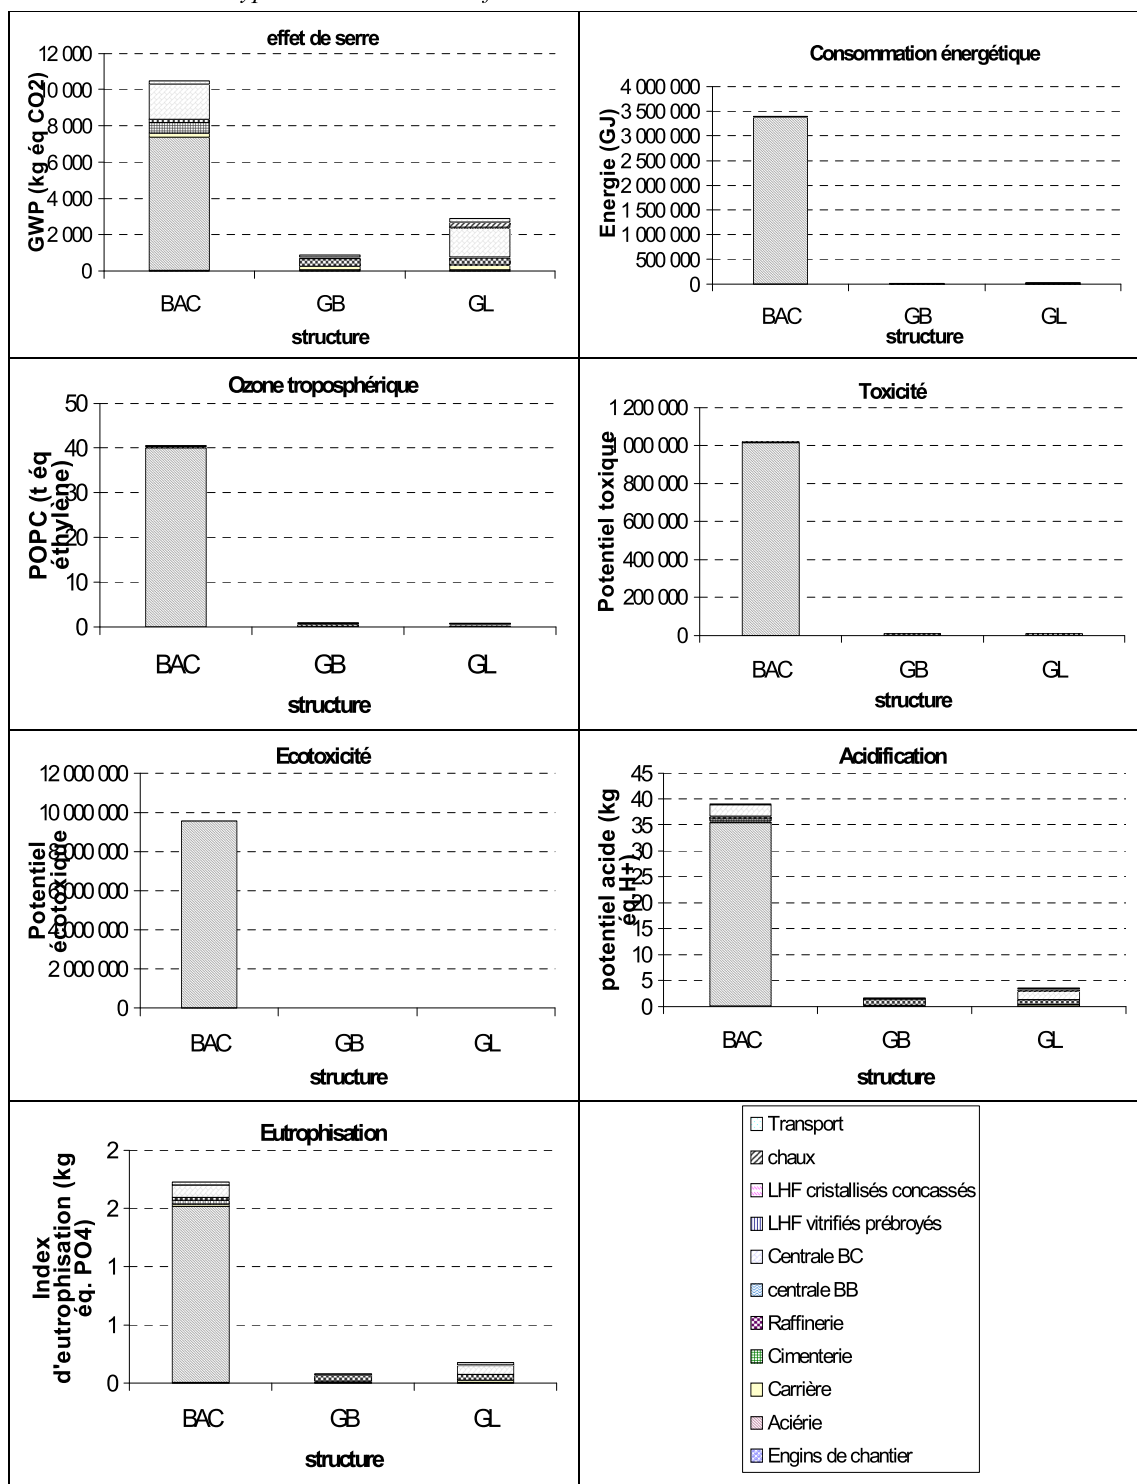 effet de serre
12 000
10 000
8 000
6 000
4 000
2 000
0
GWP (kg éq CO2)
BAC GB GL
structure
Consommation énergétique
4 000 000
3 500 000
3 000 000
2 500 000
2 000 000
1 500 000
1 000 000
500 000
0
Energie (GJ)
BAC GB GL
structure
Ozone troposphérique
50
40
30
20
10
0
POPC (t éq
éthylène)
BAC GB GL
structure
Toxicité
1 200 000
1 000 000
800 000
600 000
400 000
200 000
0
Potentiel toxique
BAC GB GL
structure
Ecotoxicité
12 000 000
10 000 000
8 000 000
6 000 000
4 000 000
2 000 000
0
Potentiel
écotoxique
BAC GB GL
structure
Acidification
45
40
35
30
25
20
15
10
5
0
potentiel acide (kg
éq.H+)
BAC GB GL
structure
Eutrophisation
2
2
1
1
0
Index
d'eutrophisation (kg
éq. PO4)
BAC GB GL
structure
Transport
chaux
LHF cristallisés concassés
LHF vitrifiés prébroyés
Centrale BC
centrale BB
Raffinerie
Cimenterie
Carrière
Aciérie
Engins de chantier